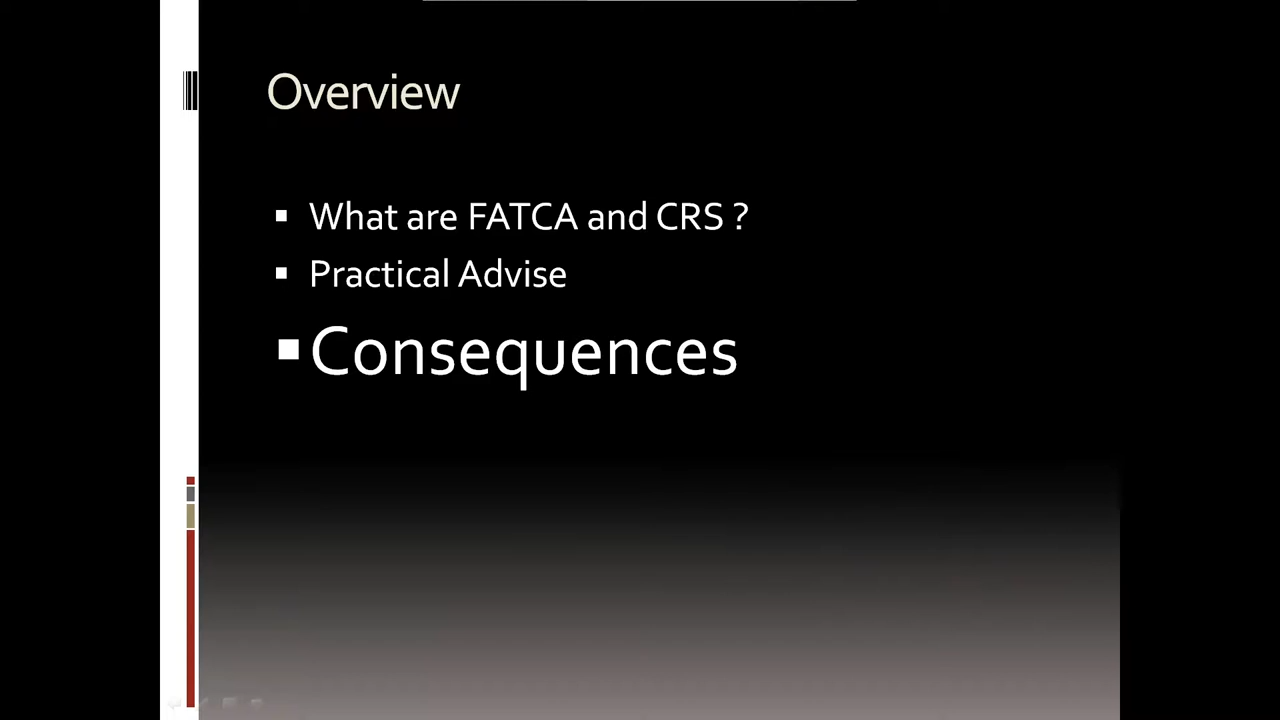 Overview
What are FATCA and CRS ?
Practical Advise
Consequences